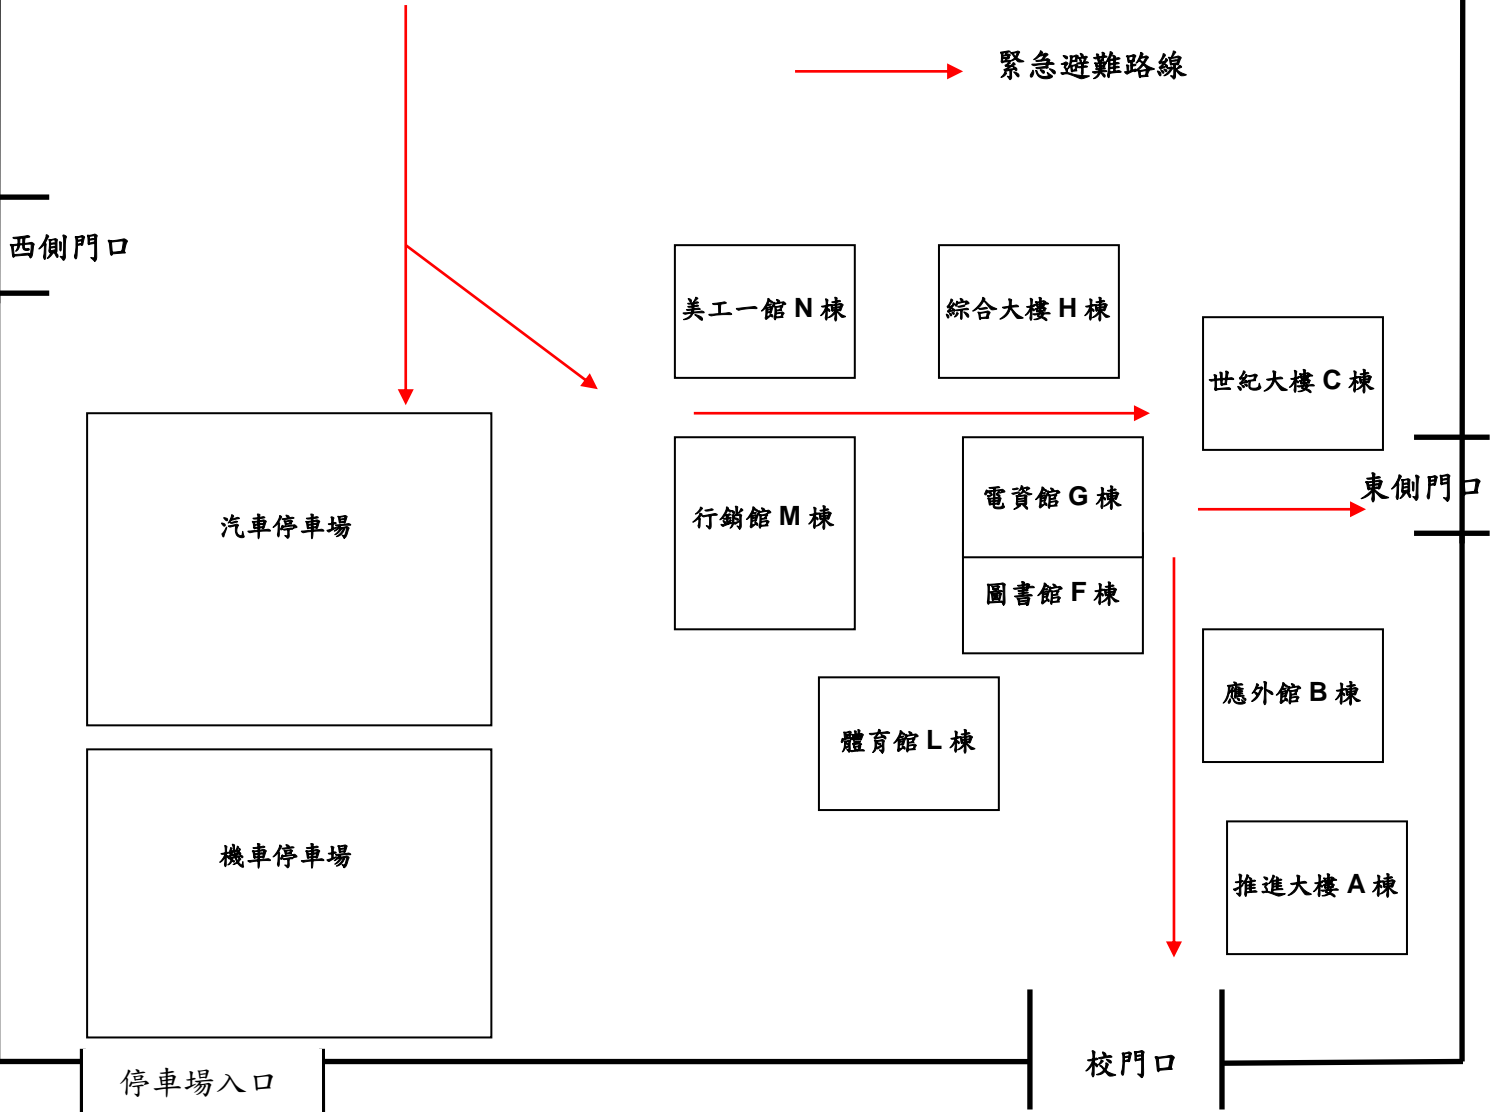 緊急避難路線
西側門口
美工一館 N 棟
綜合大樓 H 棟
世紀大樓 C 棟
東側門口
汽車停車場
行銷館 M 棟
電資館 G 棟
圖書館 F 棟
應外館 B 棟
體育館 L 棟
機車停車場
推進大樓 A 棟
校門口
停車場入口